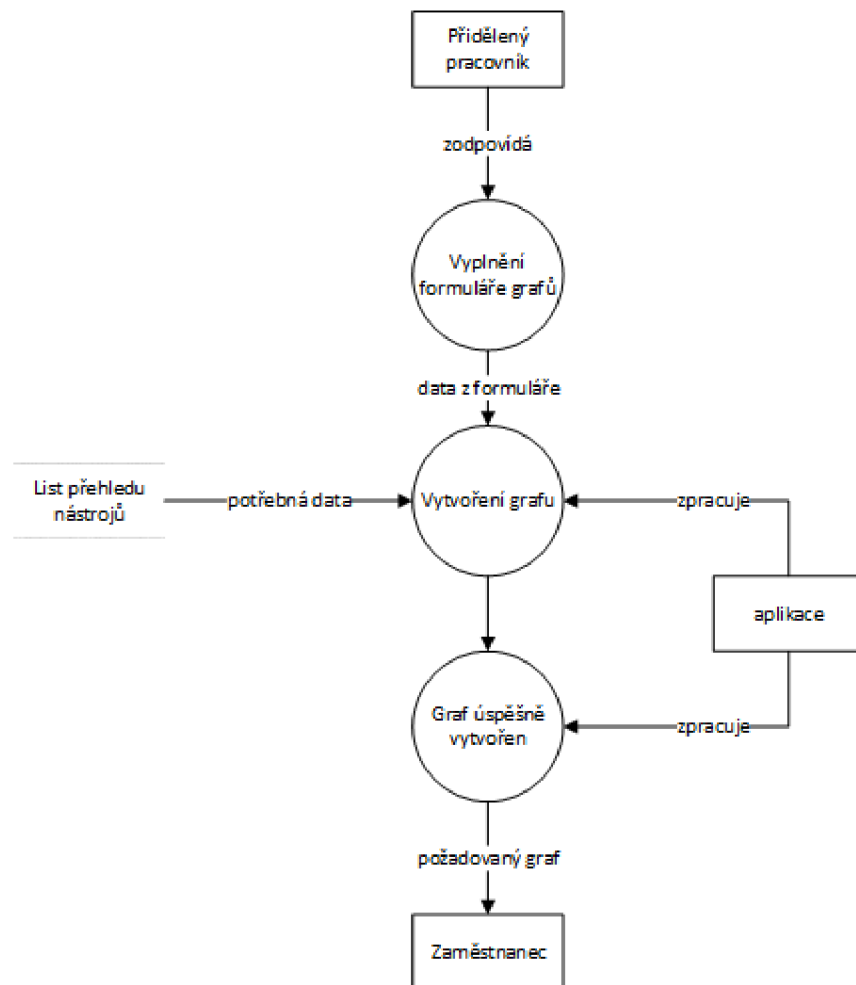 Přidělený
pracovník
zodpovídá
Vyplnění
formuláře grafů
data z formuláře
List přehledu
nástrojů
potřebná data
Vytvoření grafu
zpracuje
aplikace
Graf úspěšně
vytvořen
zpracuje
požadovaný graf
Zaměstnanec